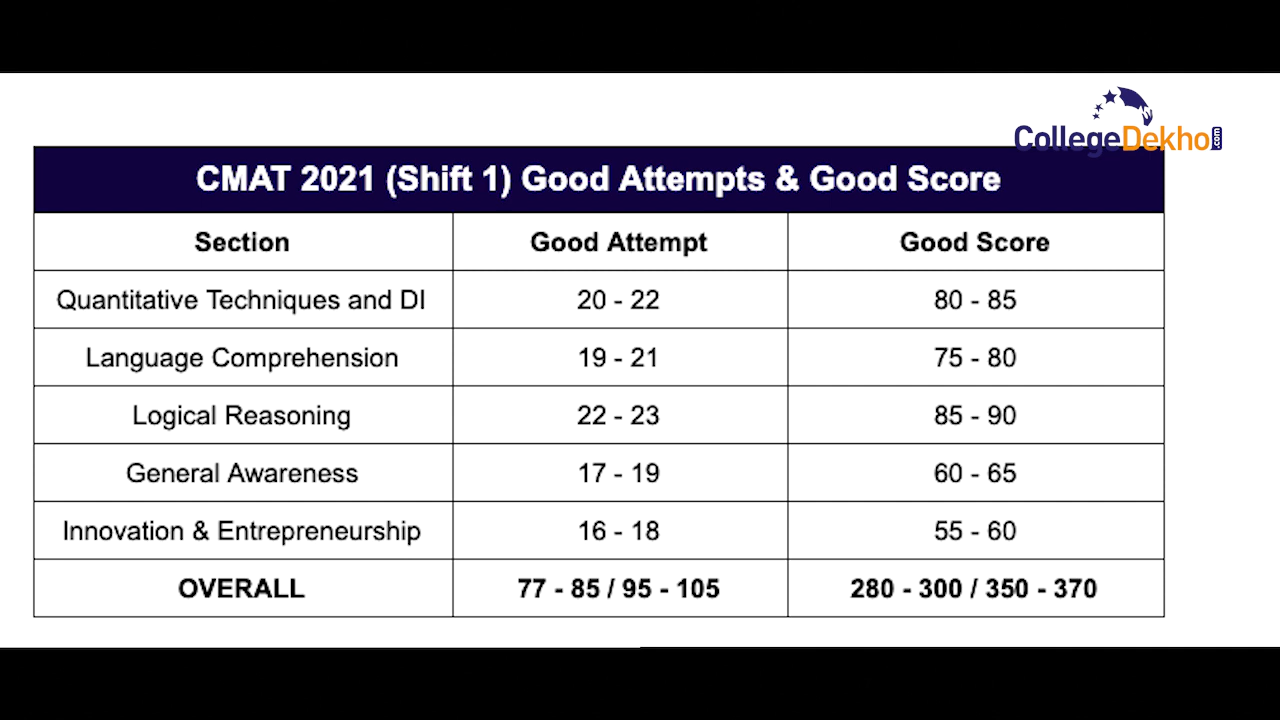 CollegeDekho.com
CMAT 2021 (Shift 1) Good Attempts & Good Score
Section Good Attempt Good Score
Quantitative Techniques and DI 20 - 22 80 - 85
Language Comprehension 19 - 21 75 - 80
Logical Reasoning 22 - 23 85 - 90
General Awareness 17 - 19 60 - 65
Innovation & Entrepreneurship 16 - 18 55 - 60
OVERALL 77 - 85 / 95 - 105 280 - 300 / 350 - 370